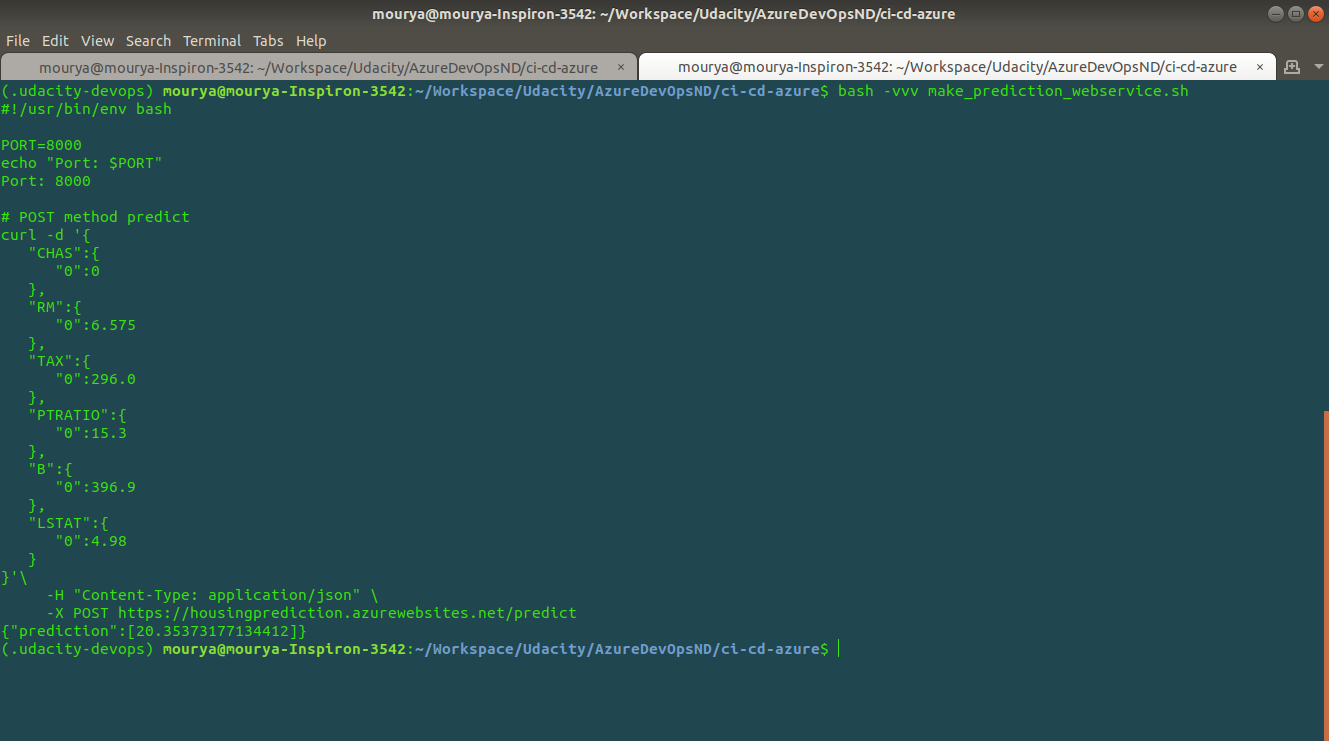 mourya@mourya-Inspiron-3542: ~/Workspace/Udacity/AzureDevOpsND/ci-cd-azure
File Edit View Search Terminal Tabs Help
mourya@mourya-Inspiron-3542: ~/Workspace/Udacity/AzureDevOpsND/ci-cd-azure × mourya@mourya-Inspiron-3542: ~/Workspace/Udacity/AzureDevOpsND/ci-cd-azure ×
(.udacity-devops) mourya@mourya-Inspiron-3542:~/Workspace/Udacity/AzureDevOpsND/ci-cd-azure$ bash -vvv make_prediction_webservice.sh
#!/usr/bin/env bash

PORT=8000
echo "Port: $PORT"
Port: 8000

# POST method predict
curl -d '{
   "CHAS":{
      "0":0
   },
   "RM":{
      "0":6.575
   },
   "TAX":{
      "0":296.0
   },
   "PTRATIO":{
      "0":15.3
   },
   "B":{
      "0":396.9
   },
   "LSTAT":{
      "0":4.98
   }
}'\
     -H "Content-Type: application/json" \
     -X POST https://housingprediction.azurewebsites.net/predict
{"prediction":[20.35373177134412]}
(.udacity-devops) mourya@mourya-Inspiron-3542:~/Workspace/Udacity/AzureDevOpsND/ci-cd-azure$